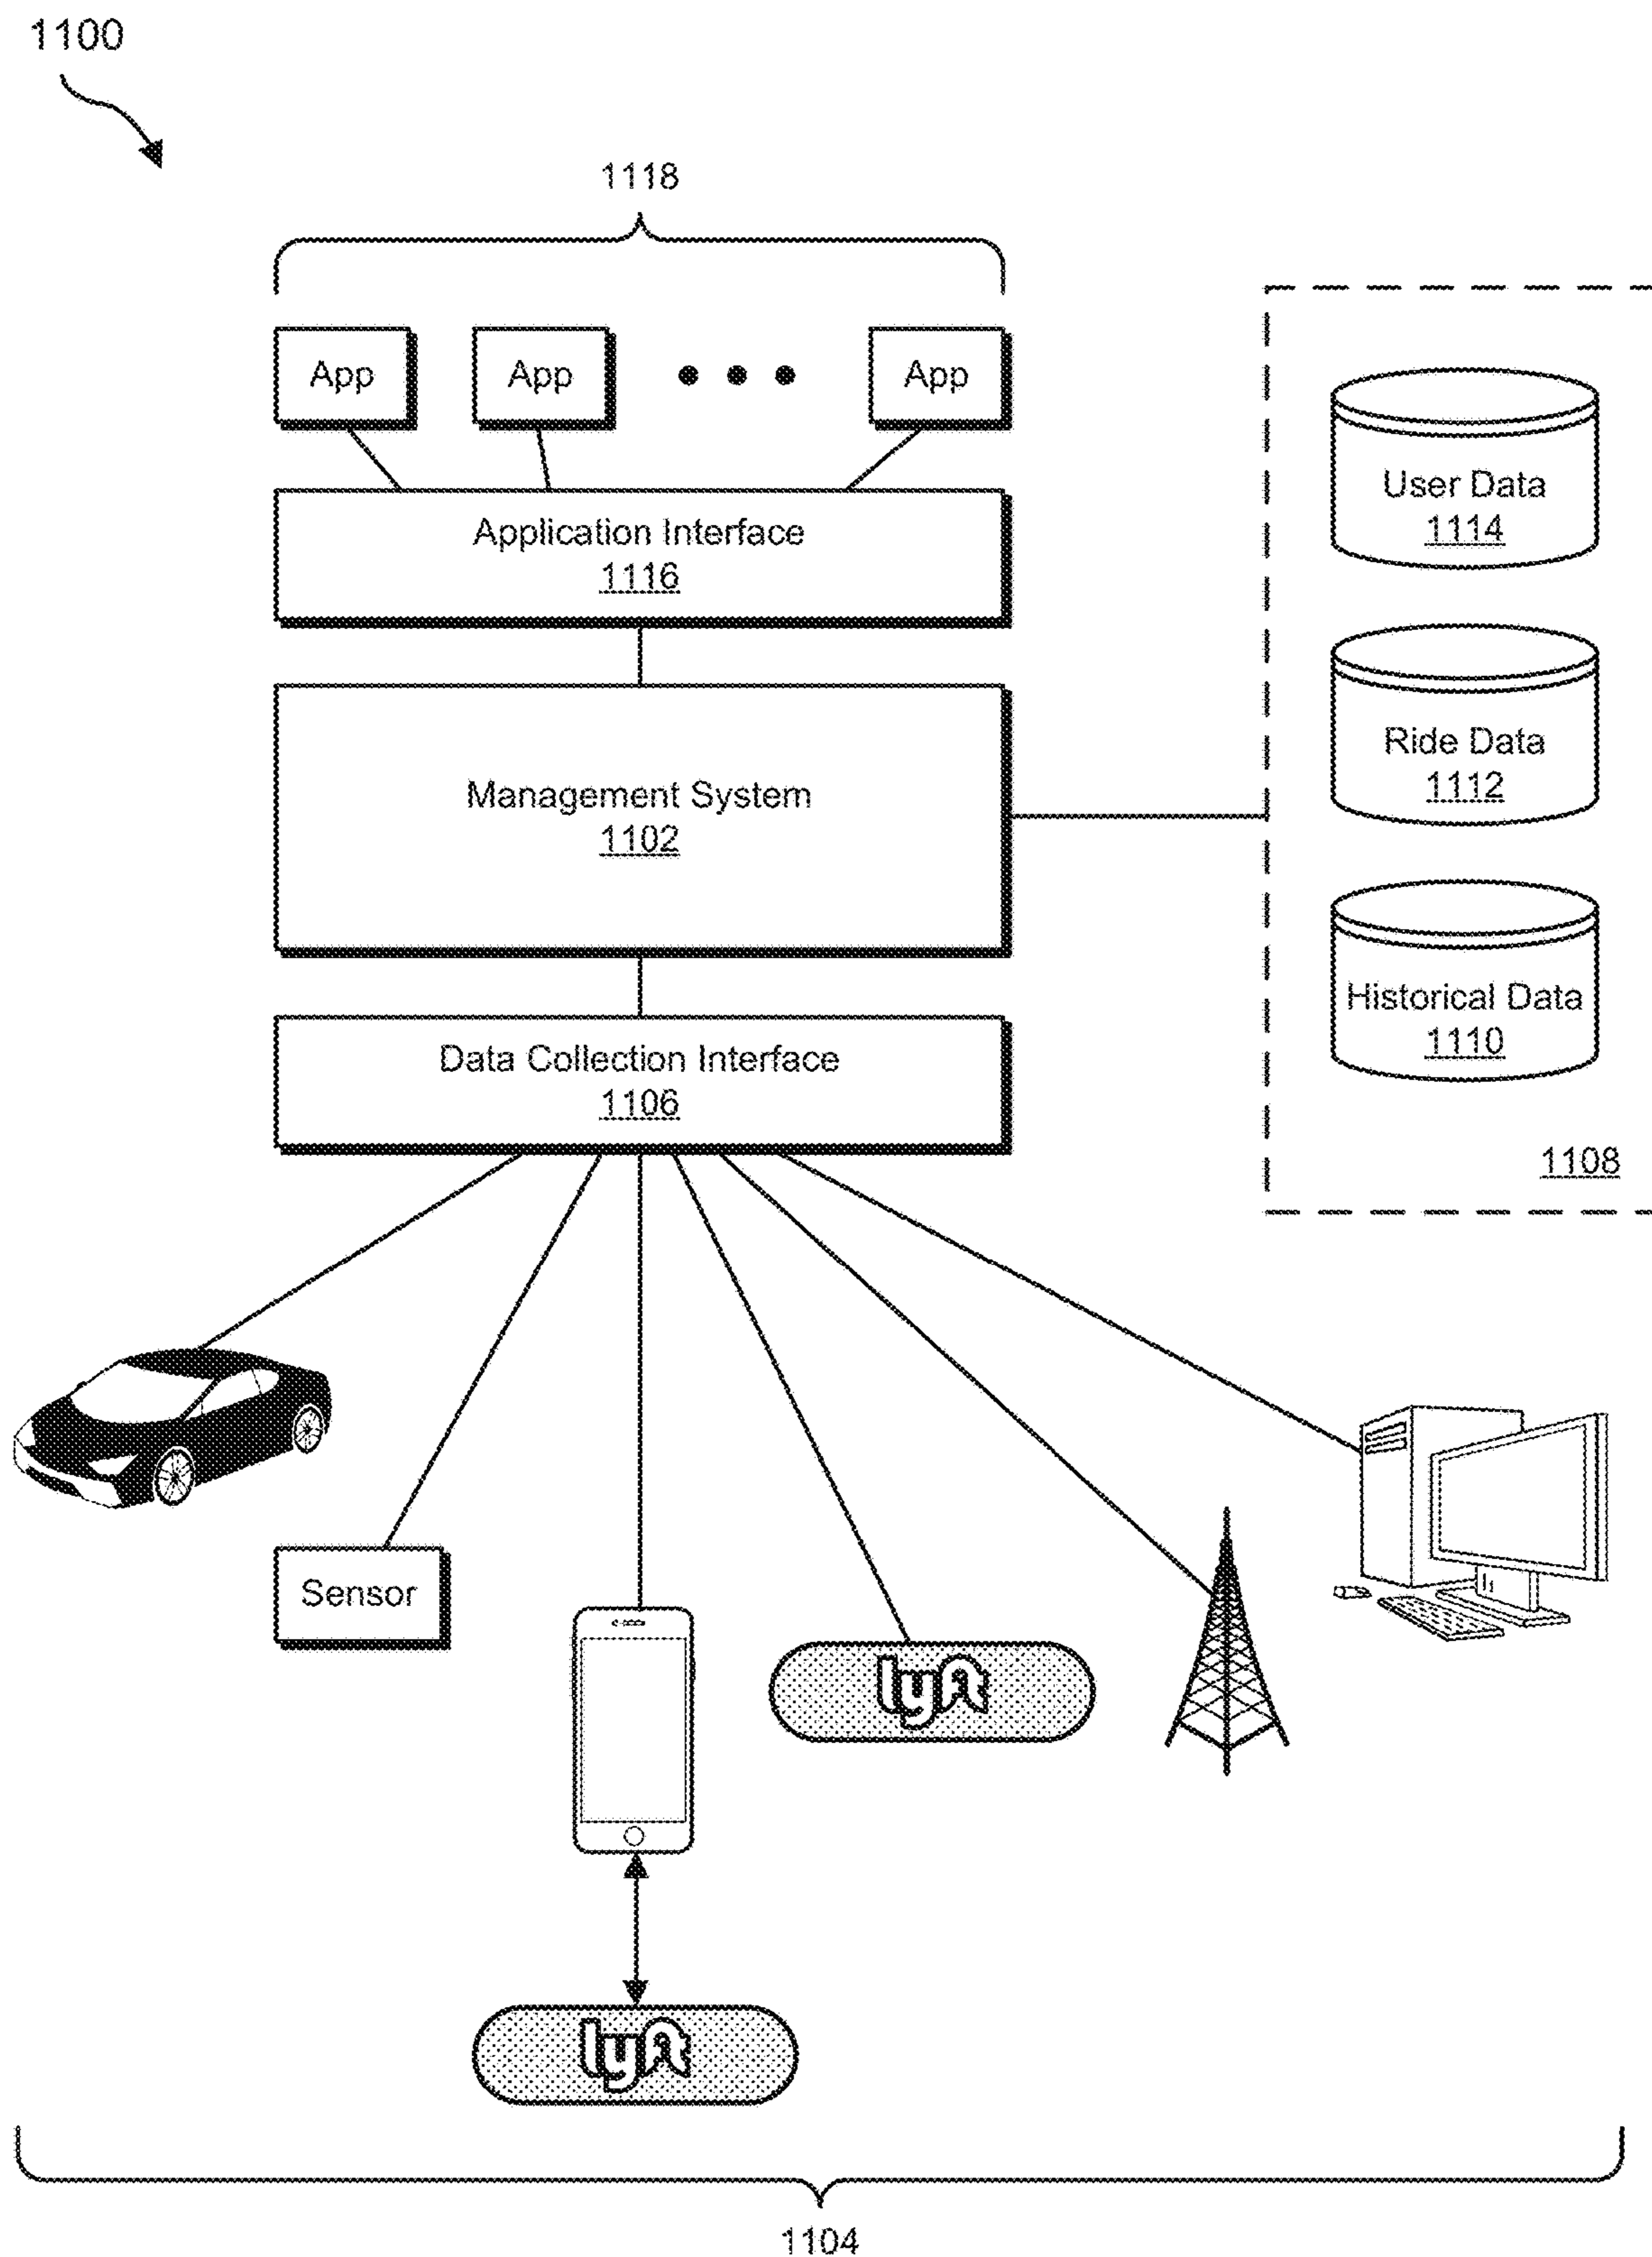 1100
1118
App
App
App
Application Interface
1116
Management System
1102
Data Collection Interface
1106
User Data
1114
Ride Data
1112
Historical Data
1110
1108
Sensor
lyft
lyft
1104